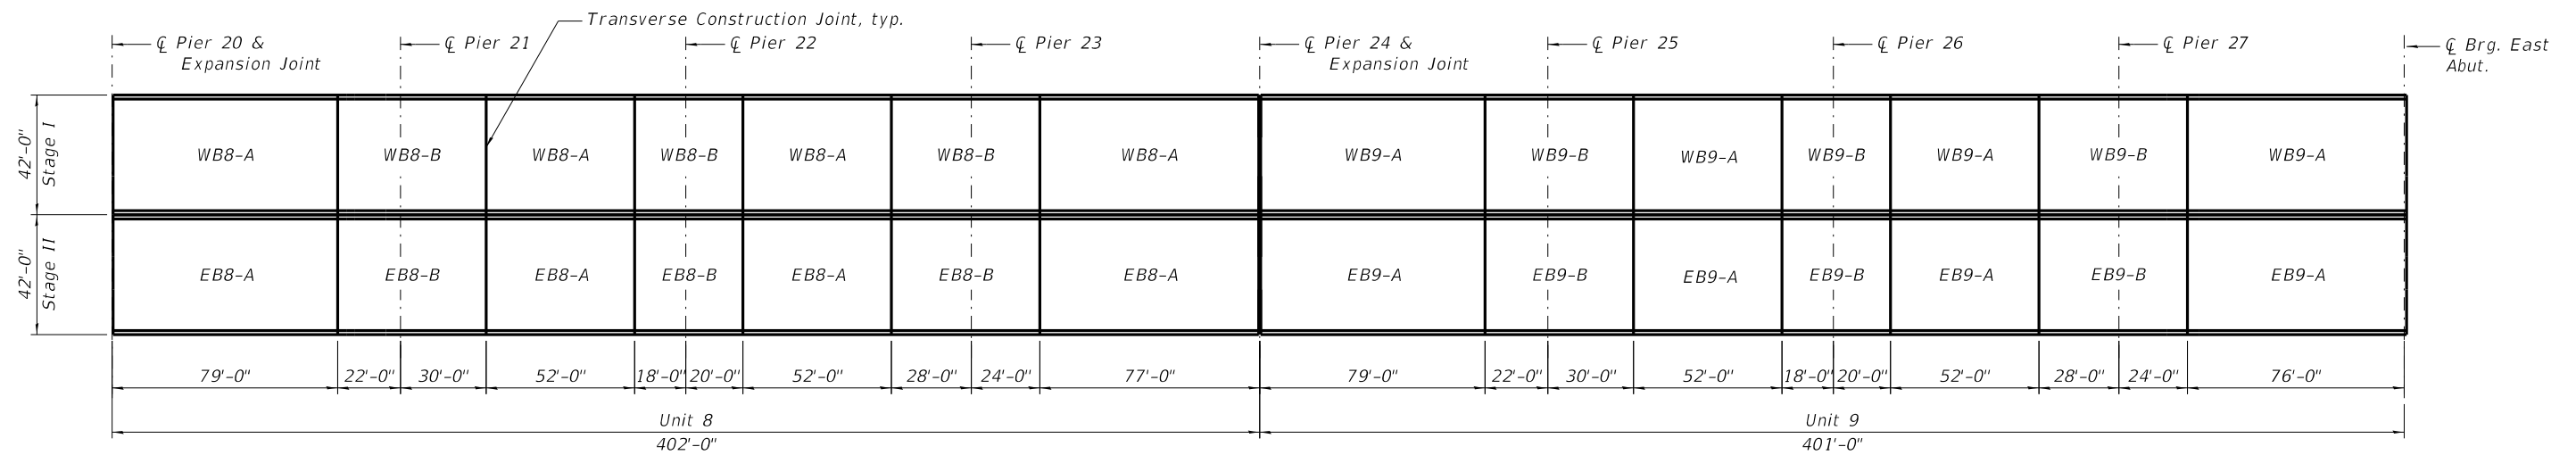 Transverse Construction Joint, typ.
℄ Pier 20 &
Expansion Joint
℄ Pier 21
℄ Pier 22
℄ Pier 23
℄ Pier 24 &
Expansion Joint
℄ Pier 25
℄ Pier 26
℄ Pier 27
℄ Brg. East
Abut.
42'-0"
Stage I
WB8-A
WB8-B
WB8-A
WB8-B
WB8-A
WB8-B
WB8-A
WB9-A
WB9-B
WB9-A
WB9-B
WB9-A
WB9-B
WB9-A
42'-0"
Stage II
EB8-A
EB8-B
EB8-A
EB8-B
EB8-A
EB8-B
EB8-A
EB9-A
EB9-B
EB9-A
EB9-B
EB9-A
EB9-B
EB9-A
79'-0"
22'-0"
30'-0"
52'-0"
18'-0"
20'-0"
52'-0"
28'-0"
24'-0"
77'-0"
79'-0"
22'-0"
30'-0"
52'-0"
18'-0"
20'-0"
52'-0"
28'-0"
24'-0"
76'-0"
Unit 8
402'-0"
Unit 9
401'-0"